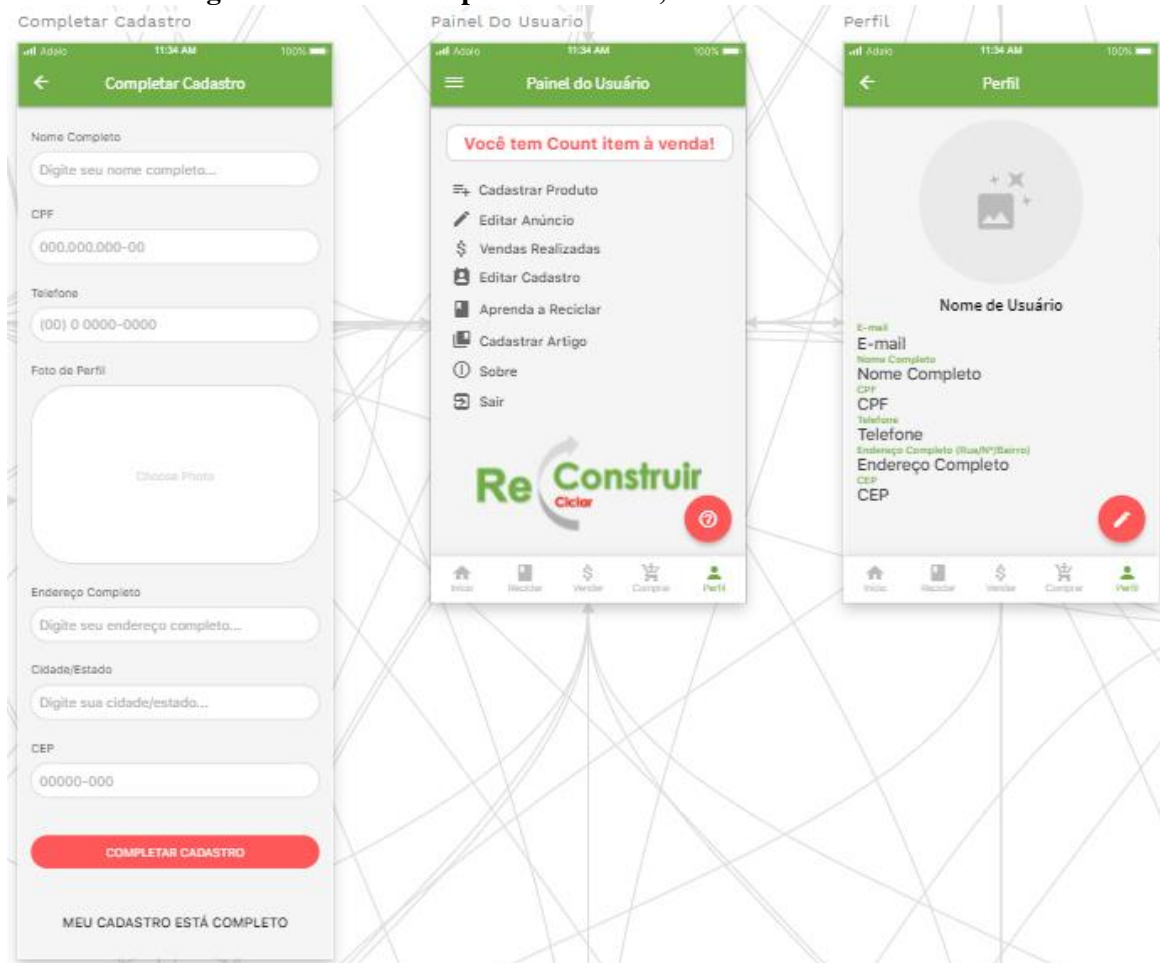 Completar Cadastro
Adalo 11:34 AM 100%
Completar Cadastro
Nome Completo
Digite seu nome completo...
CPF
000.000.000-00
Telefone
(00) 0 0000-0000
Foto de Perfil
Choose Photo
Endereço Completo
Digite seu endereço completo...
Cidade/Estado
Digite sua cidade/estado...
CEP
00000-000
COMPLETAR CADASTRO
MEU CADASTRO ESTÁ COMPLETO
Painel Do Usuario
Adalo 11:34 AM 100%
Painel do Usuário
Você tem Count item à venda!
Cadastrar Produto
Editar Anúncio
Vendas Realizadas
Editar Cadastro
Aprenda a Reciclar
Cadastrar Artigo
Sobre
Sair
Re Construir
Ciclar
Início Reciclar Vender Comprar Perfil
Perfil
Adalo 11:34 AM 100%
Perfil
Nome de Usuário
E-mail
E-mail
Nome Completo
Nome Completo
CPF
CPF
Telefone
Telefone
Endereço Completo (Rua/Nº/Bairro)
Endereço Completo
CEP
CEP
Início Reciclar Vender Comprar Perfil